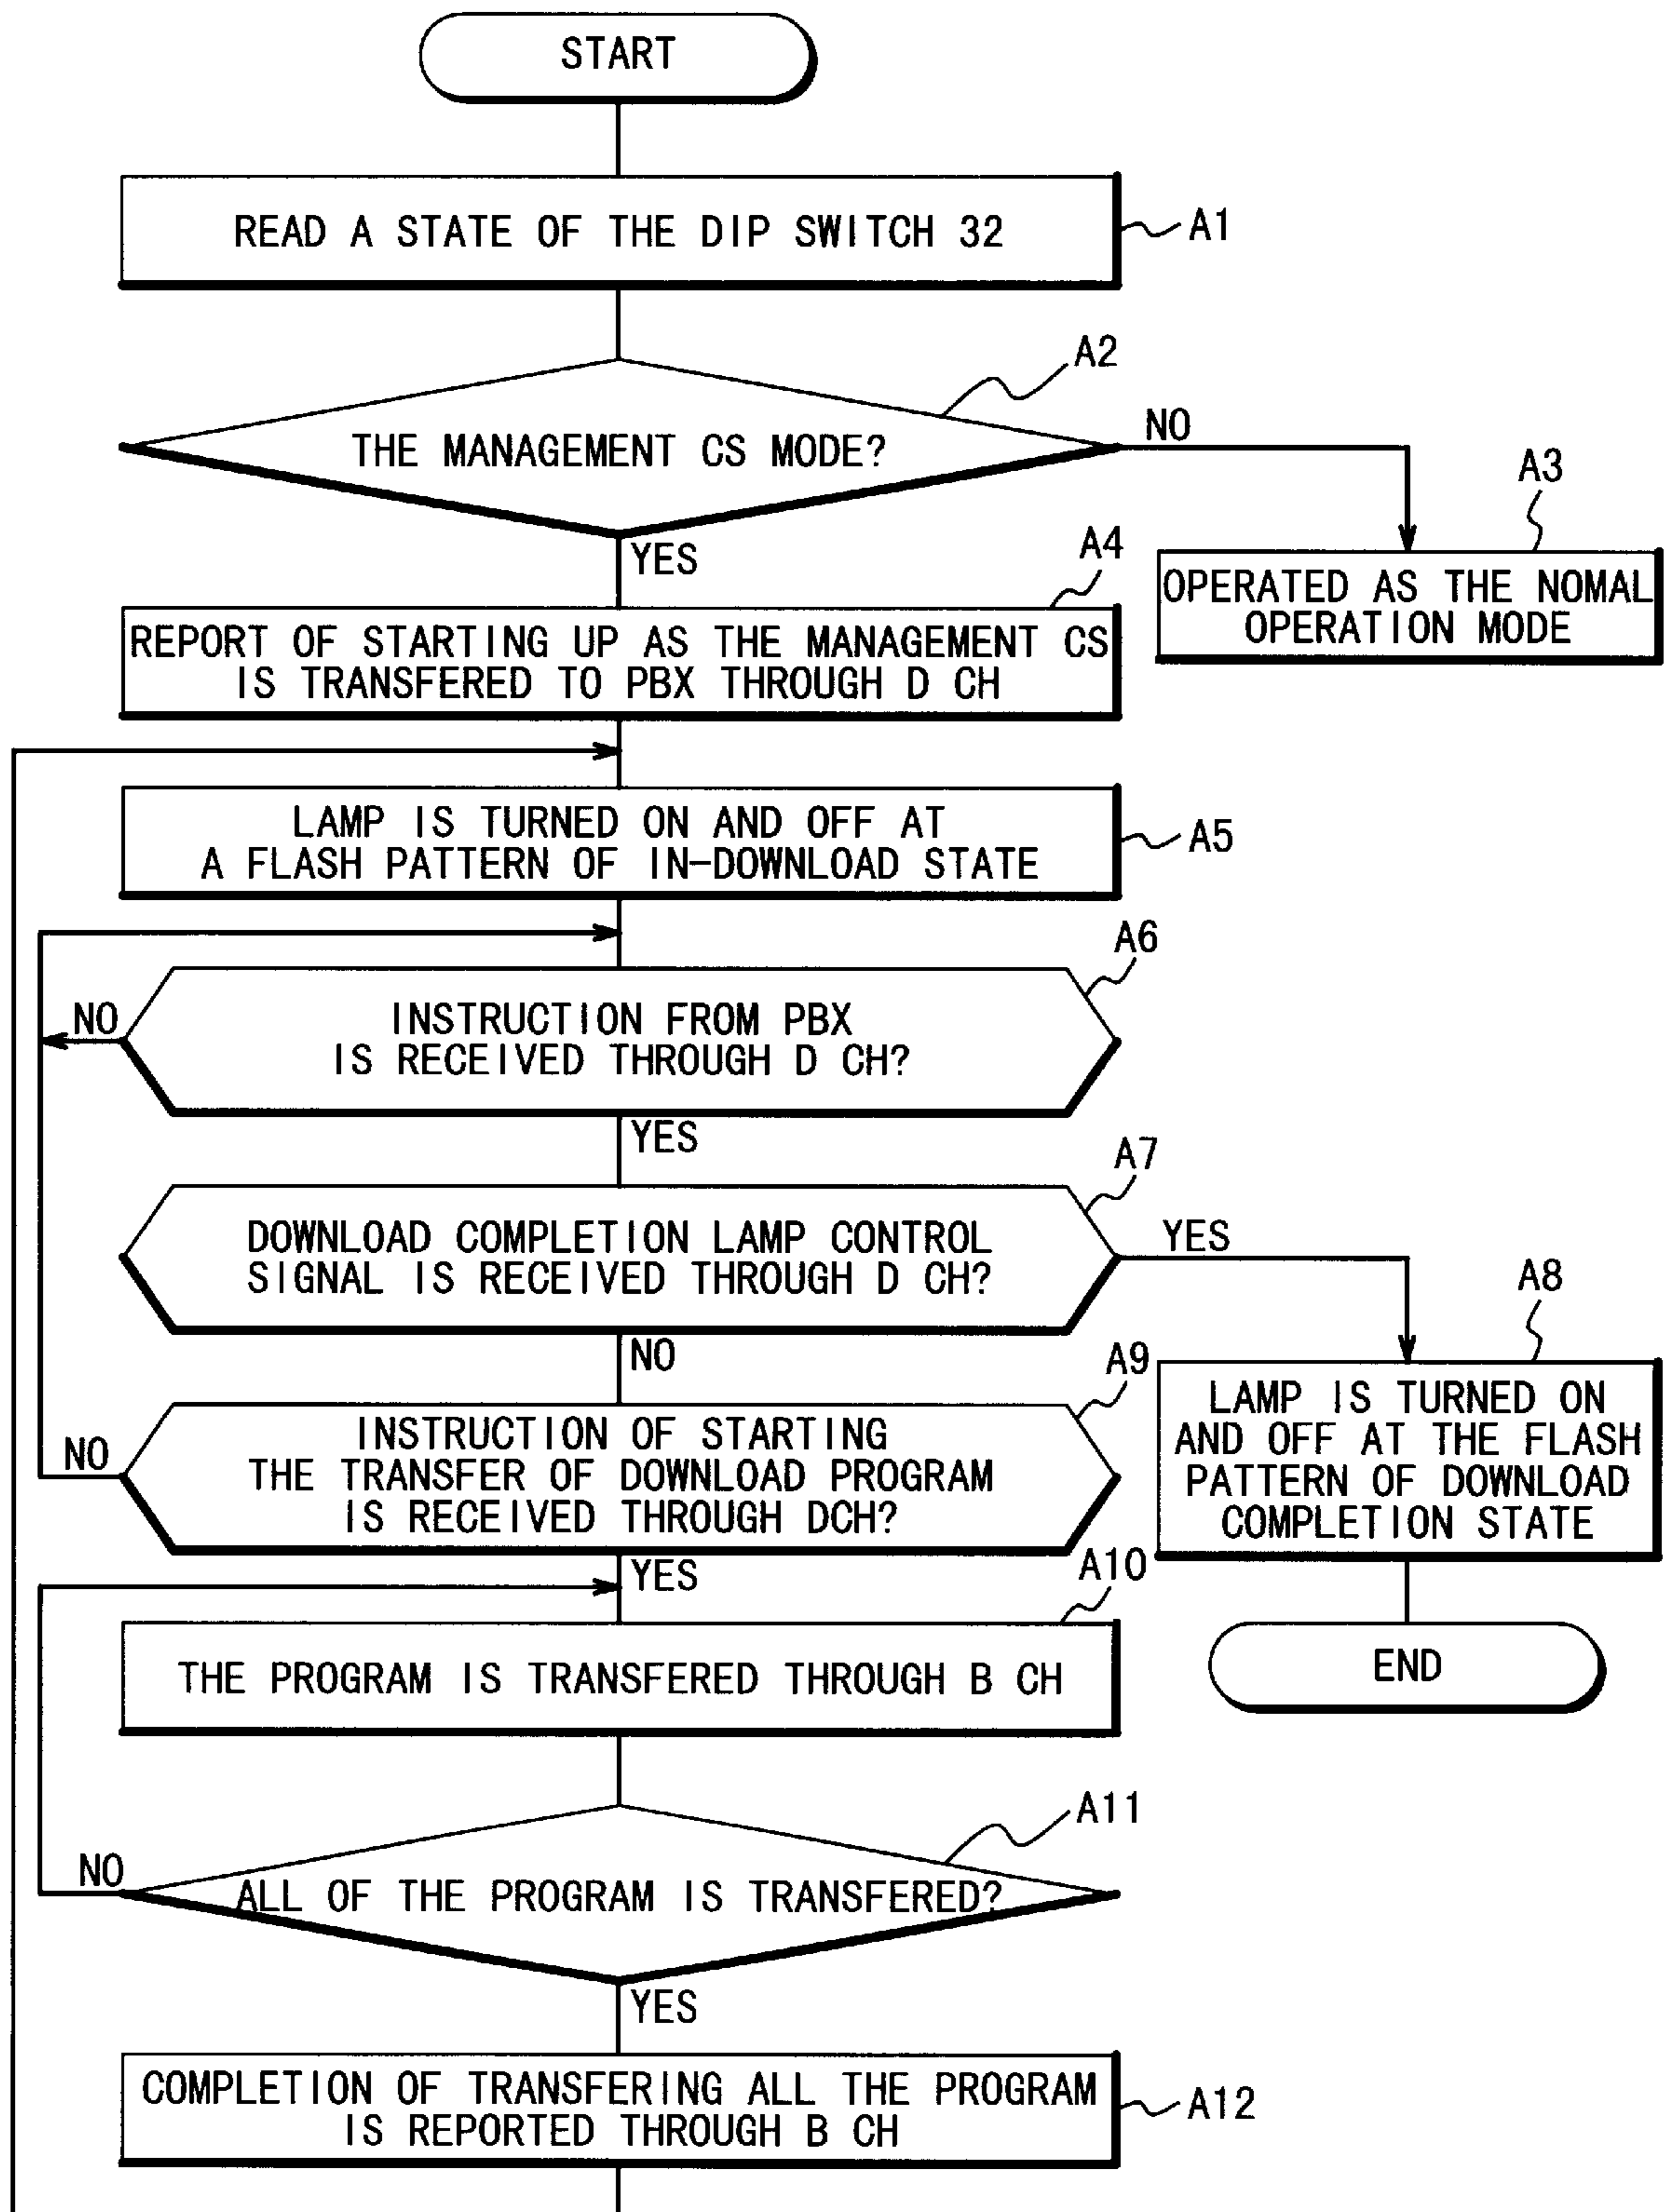 START
READ A STATE OF THE DIP SWITCH 32
A1
A2
THE MANAGEMENT CS MODE?
NO
A3
YES
A4
OPERATED AS THE NOMAL
OPERATION MODE
REPORT OF STARTING UP AS THE MANAGEMENT CS
IS TRANSFERED TO PBX THROUGH D CH
LAMP IS TURNED ON AND OFF AT
A FLASH PATTERN OF IN-DOWNLOAD STATE
A5
A6
NO
INSTRUCTION FROM PBX
IS RECEIVED THROUGH D CH?
YES
A7
DOWNLOAD COMPLETION LAMP CONTROL
SIGNAL IS RECEIVED THROUGH D CH?
YES
A8
NO
A9
LAMP IS TURNED ON
AND OFF AT THE FLASH
PATTERN OF DOWNLOAD
COMPLETION STATE
NO
INSTRUCTION OF STARTING
THE TRANSFER OF DOWNLOAD PROGRAM
IS RECEIVED THROUGH DCH?
YES
A10
THE PROGRAM IS TRANSFERED THROUGH B CH
END
A11
NO
ALL OF THE PROGRAM IS TRANSFERED?
YES
COMPLETION OF TRANSFERING ALL THE PROGRAM
IS REPORTED THROUGH B CH
A12